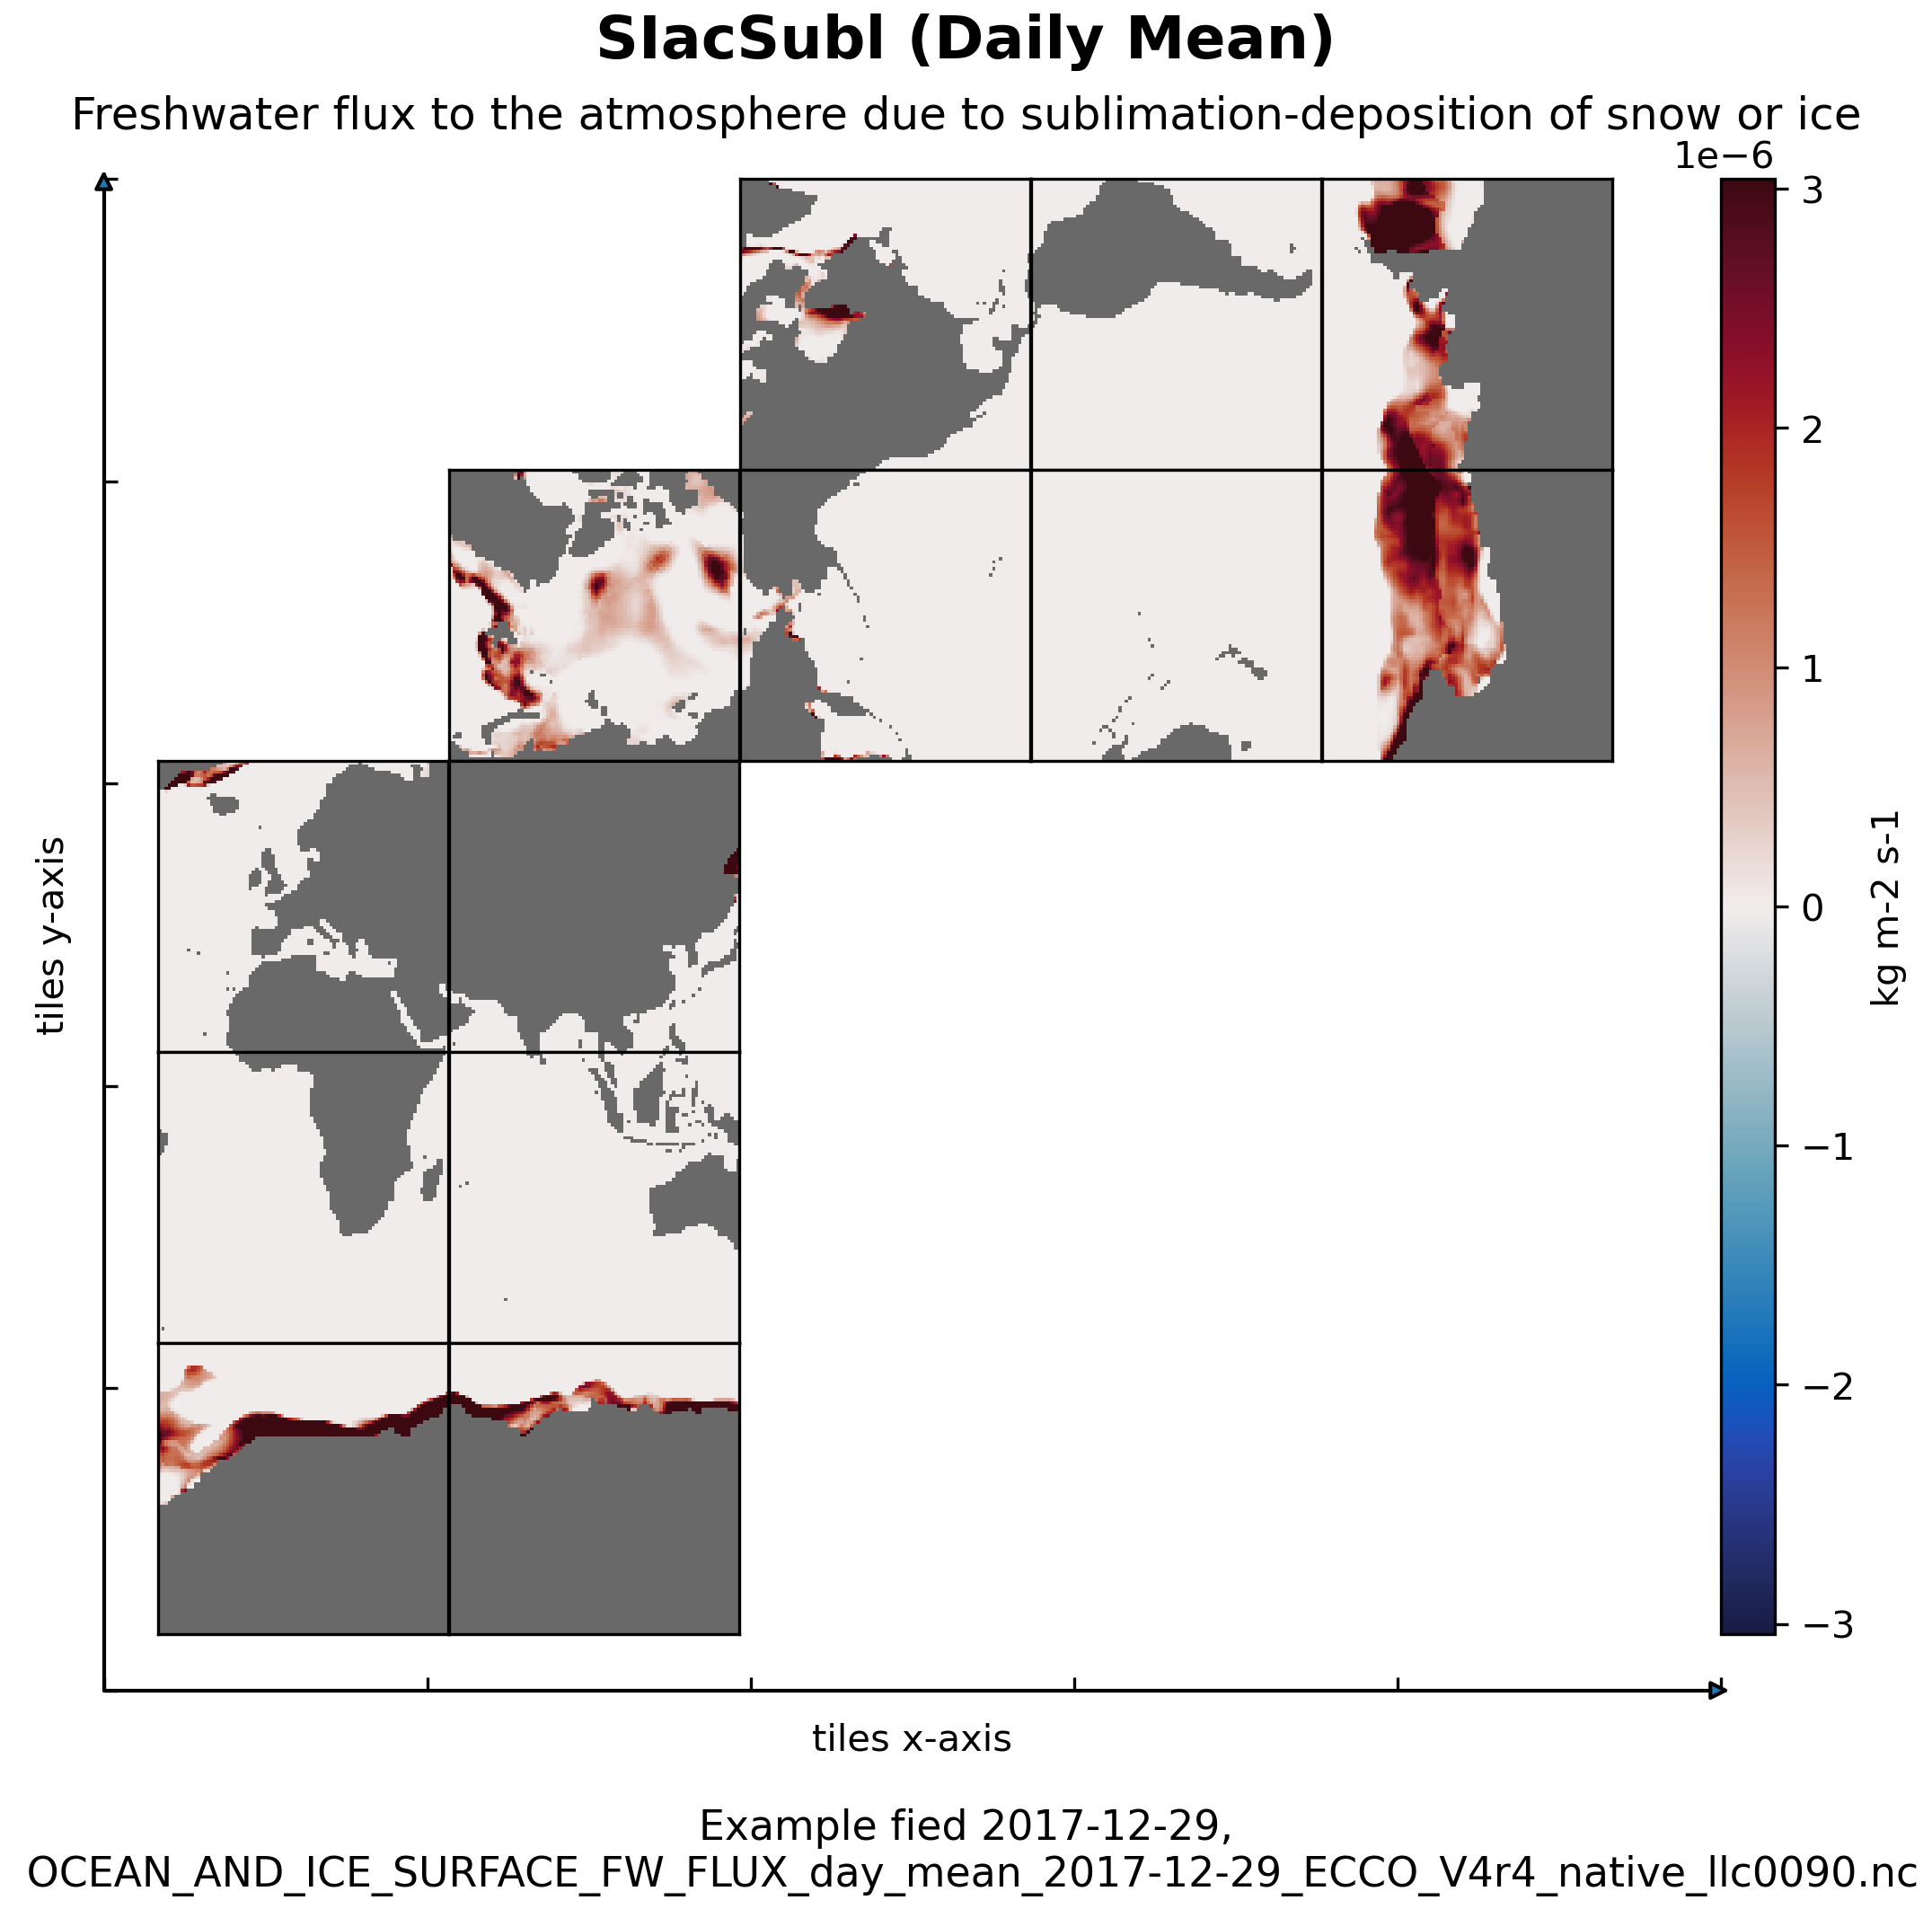 SIacSubl (Daily Mean)
Freshwater flux to the atmosphere due to sublimation-deposition of snow or ice
1e−6
3
2
1
0
−1
−2
−3
kg m-2 s-1
tiles y-axis
tiles x-axis
Example fied 2017-12-29,
OCEAN_AND_ICE_SURFACE_FW_FLUX_day_mean_2017-12-29_ECCO_V4r4_native_llc0090.nc